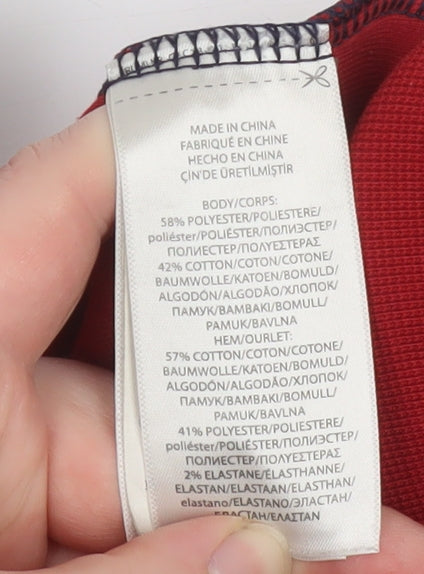 MADE IN CHINA
FABRIQUÉ EN CHINE
HECHO EN CHINA
ÇIN'DE ÜRETİLMİŞTİR
BODY/CORPS:
58% POLYESTER/POLIESTERE/
poliéster/POLIÉSTER/ПОЛИЭСТЕР/
ПОЛИЕСТЕР/ΠΟΛΥΕΣΤΕΡΑΣ
42% COTTON/COTON/COTONE/
BAUMWOLLE/KATOEN/BOMULD/
ALGODÓN/ALGODÃO/ХЛОПОК/
ПАМУК/ΒΑΜΒΑΚΙ/BOMULL/
PAMUK/BAVLNA
HEM/OURLET:
57% COTTON/COTON/COTONE/
BAUMWOLLE/KATOEN/BOMULD/
ALGODÓN/ALGODÃO/ХЛОПОК/
ПАМУК/ΒΑΜΒΑΚΙ/BOMULL/
PAMUK/BAVLNA
41% POLYESTER/POLIESTERE/
poliéster/POLIÉSTER/ПОЛИЭСТЕР/
ПОЛИЕСТЕР/ΠΟΛΥΕΣΤΕΡΑΣ
2% ELASTANE/ÉLASTHANNE/
ELASTAN/ELASTAAN/ELASTHAN/
elastano/ELASTANO/ЭЛАСТАН/
ЕЛАСТАН/ΕΛΑΣΤΑΝ